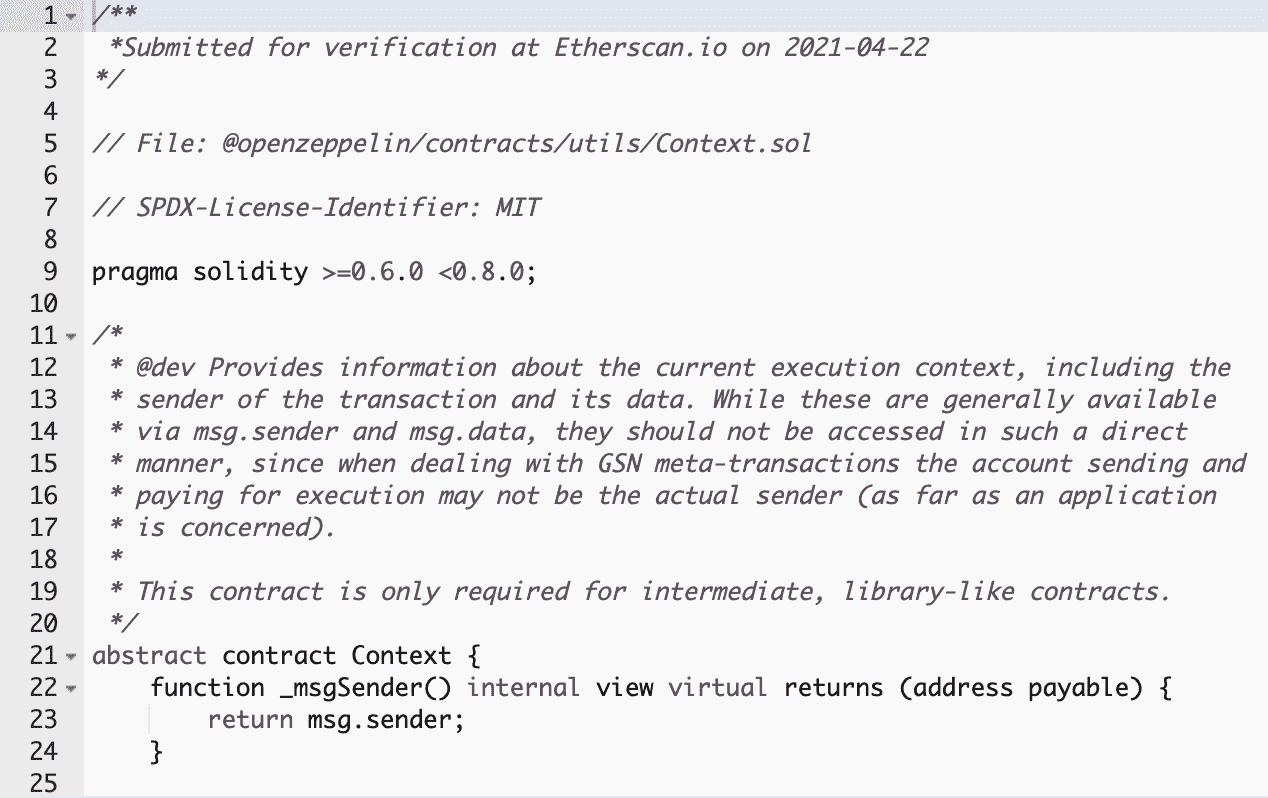 1 /**
2  *Submitted for verification at Etherscan.io on 2021-04-22
3 */
4
5 // File: @openzeppelin/contracts/utils/Context.sol
6
7 // SPDX-License-Identifier: MIT
8
9 pragma solidity >=0.6.0 <0.8.0;
10
11 /*
12  * @dev Provides information about the current execution context, including the
13  * sender of the transaction and its data. While these are generally available
14  * via msg.sender and msg.data, they should not be accessed in such a direct
15  * manner, since when dealing with GSN meta-transactions the account sending and
16  * paying for execution may not be the actual sender (as far as an application
17  * is concerned).
18  *
19  * This contract is only required for intermediate, library-like contracts.
20  */
21 abstract contract Context {
22     function _msgSender() internal view virtual returns (address payable) {
23         return msg.sender;
24     }
25